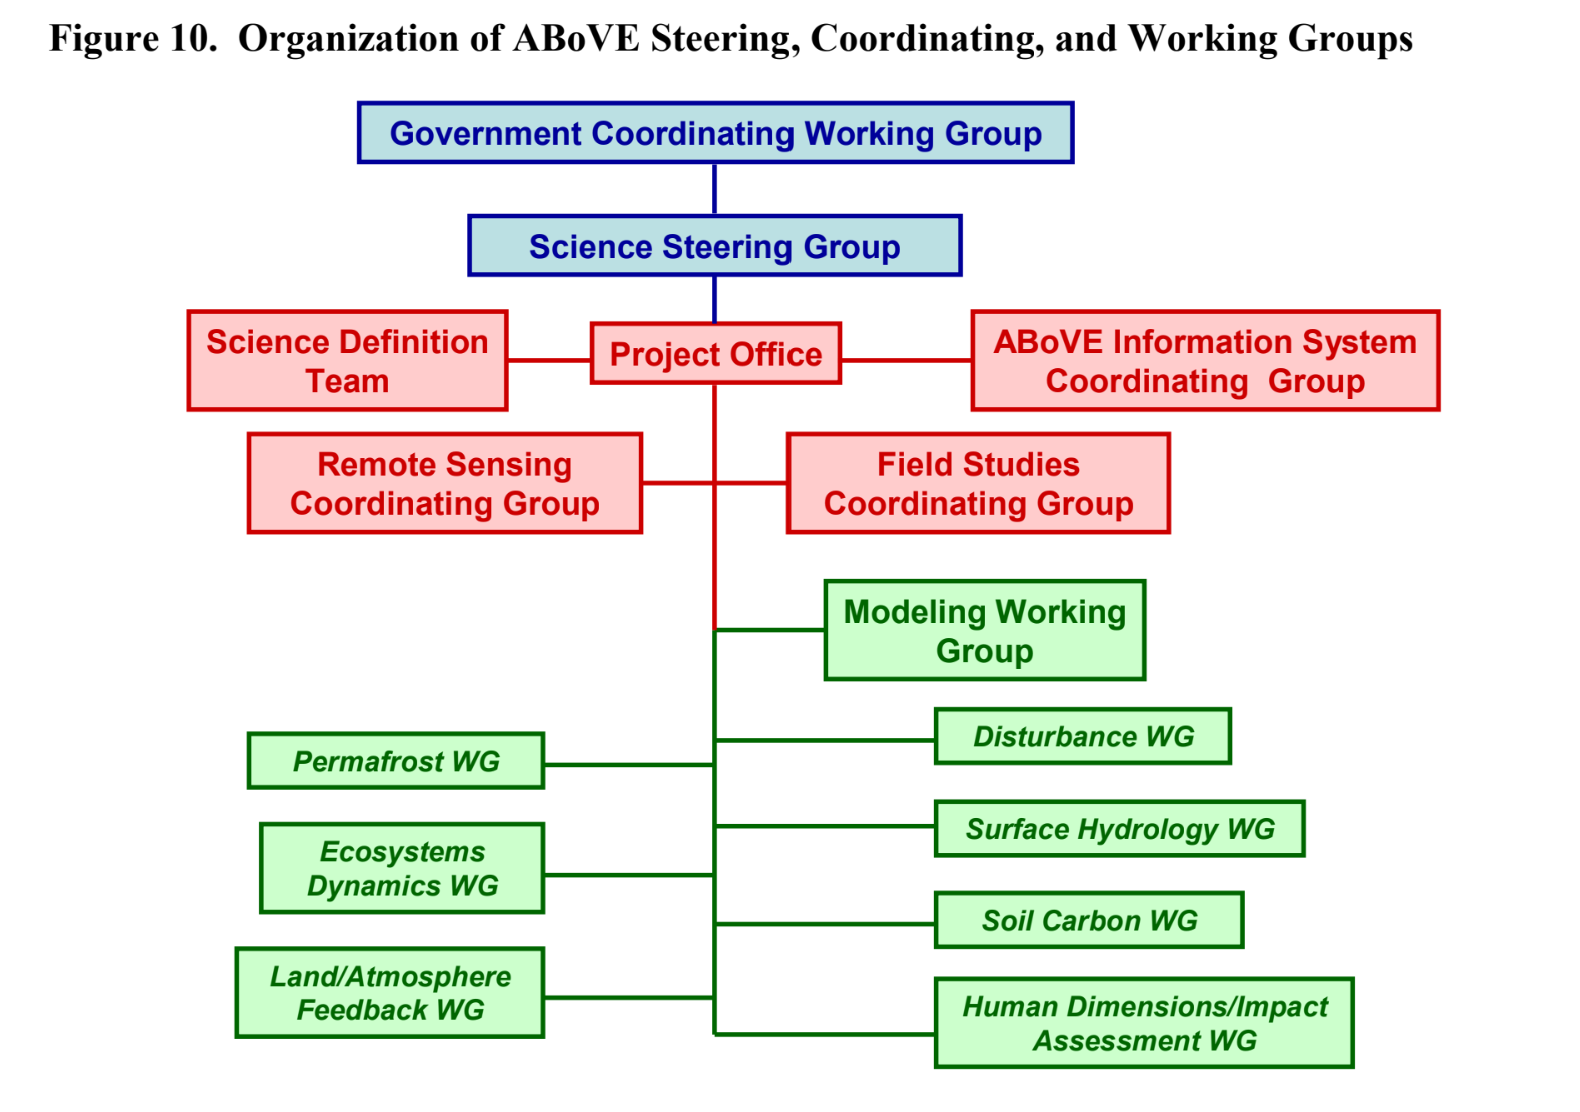 Figure 10.  Organization of ABoVE Steering, Coordinating, and Working Groups
Government Coordinating Working Group
Science Steering Group
Science Definition
Team
Project Office
ABoVE Information System
Coordinating  Group
Remote Sensing
Coordinating Group
Field Studies
Coordinating Group
Modeling Working
Group
Permafrost WG
Disturbance WG
Ecosystems
Dynamics WG
Surface Hydrology WG
Soil Carbon WG
Land/Atmosphere
Feedback WG
Human Dimensions/Impact
Assessment WG